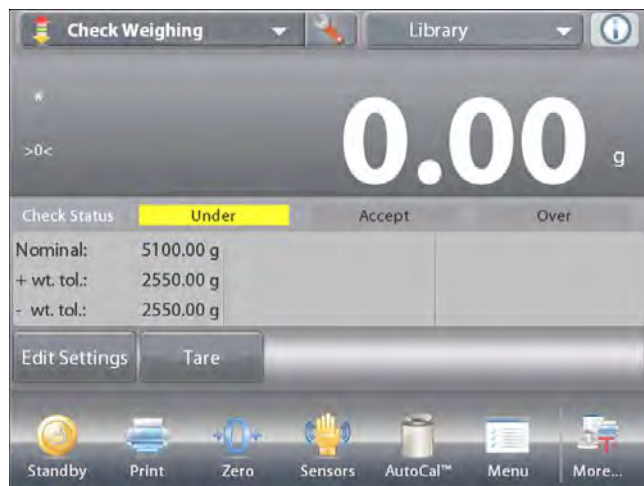 Check Weighing
Library
*
>0<
0.00 g
Check Status Under Accept Over
Nominal: 5100.00 g
+ wt. tol.: 2550.00 g
- wt. tol.: 2550.00 g
Edit Settings Tare
Standby Print Zero Sensors AutoCal™ Menu More...